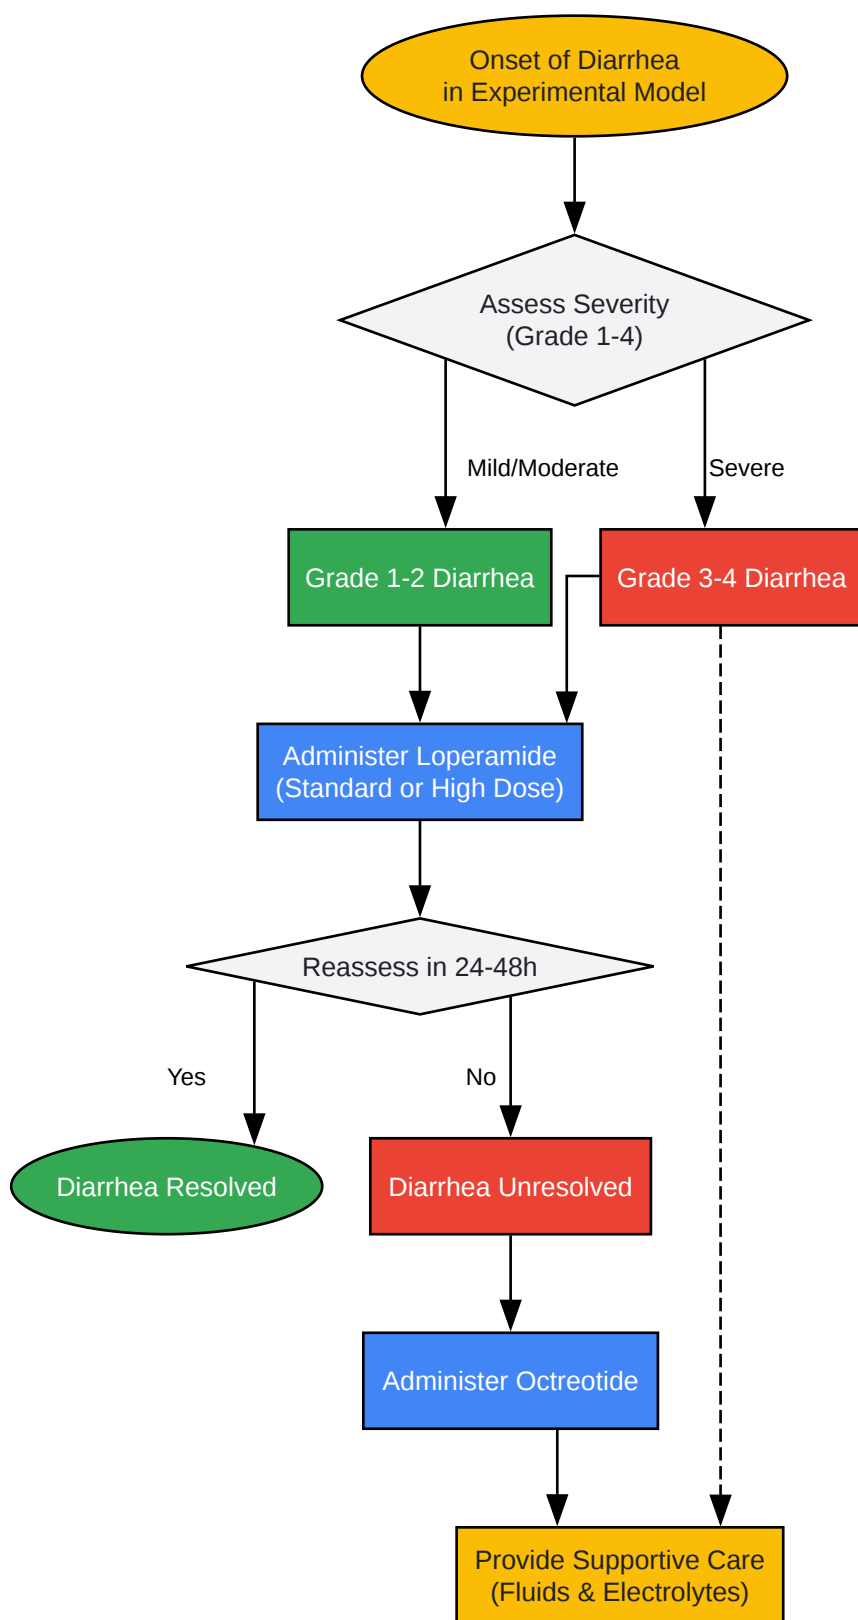 Onset of Diarrhea
in Experimental Model
Assess Severity
(Grade 1-4)
Mild/Moderate
Severe
Grade 1-2 Diarrhea
Grade 3-4 Diarrhea
Administer Loperamide
(Standard or High Dose)
Reassess in 24-48h
Yes
No
Diarrhea Resolved
Diarrhea Unresolved
Administer Octreotide
Provide Supportive Care
(Fluids & Electrolytes)